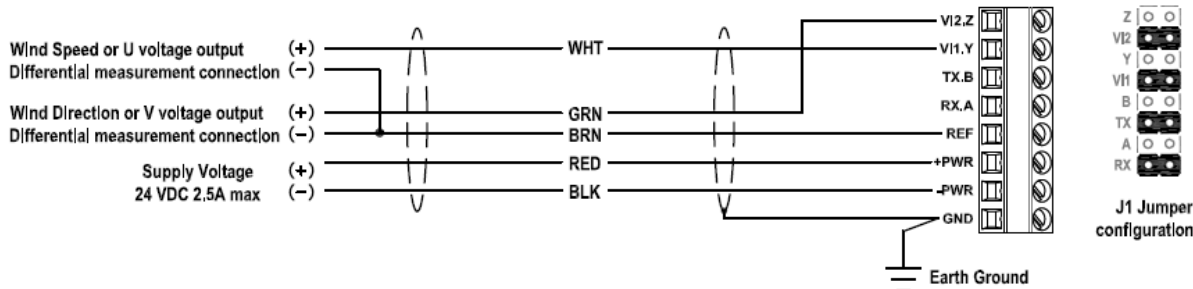 Wind Speed or U voltage output (+) WHT VI1.Y
Differential measurement connection (−)
Wind Direction or V voltage output (+) GRN VI2.Z
Differential measurement connection (−) BRN REF
Supply Voltage (+) RED +PWR
24 VDC 2.5A max (−) BLK -PWR
TX.B
RX.A
GND
Earth Ground
Z
VI2
Y
VI1
B
TX
A
RX
J1 Jumper
configuration